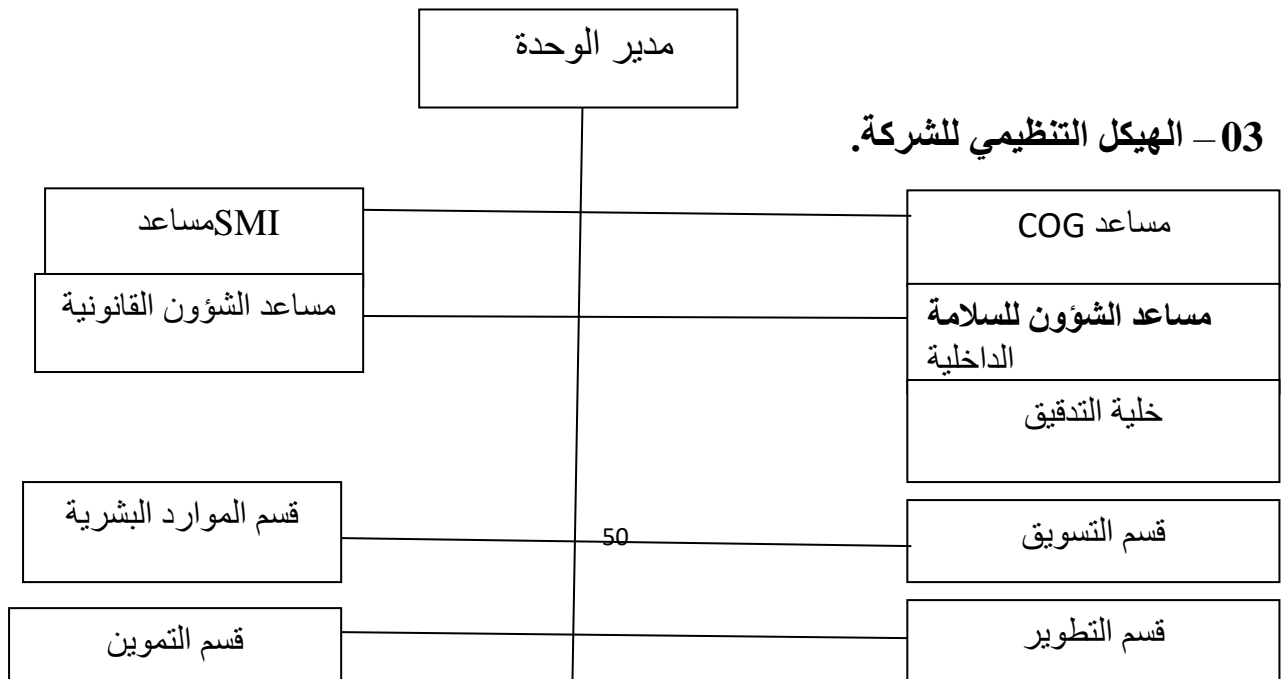 مدير الوحدة
03 – الهيكل التنظيمي للشركة.
مساعد COG
SMIمساعد
مساعد الشؤون للسلامة
الداخلية
مساعد الشؤون القانونية
خلية التدقيق
قسم التسويق
50
قسم الموارد البشرية
قسم التطوير
قسم التموين